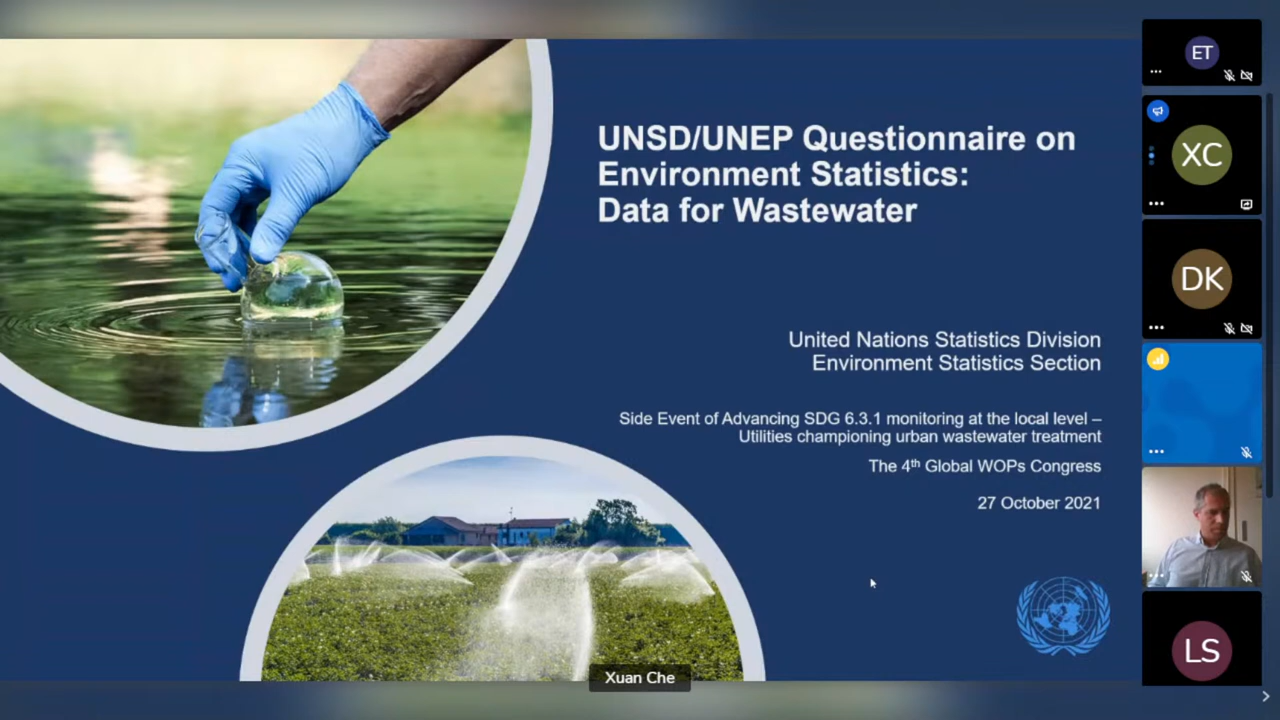 UNSD/UNEP Questionnaire on
Environment Statistics:
Data for Wastewater
United Nations Statistics Division
Environment Statistics Section
Side Event of Advancing SDG 6.3.1 monitoring at the local level –
Utilities championing urban wastewater treatment
The 4th Global WOPs Congress
27 October 2021
Xuan Che
ET
XC
DK
LS